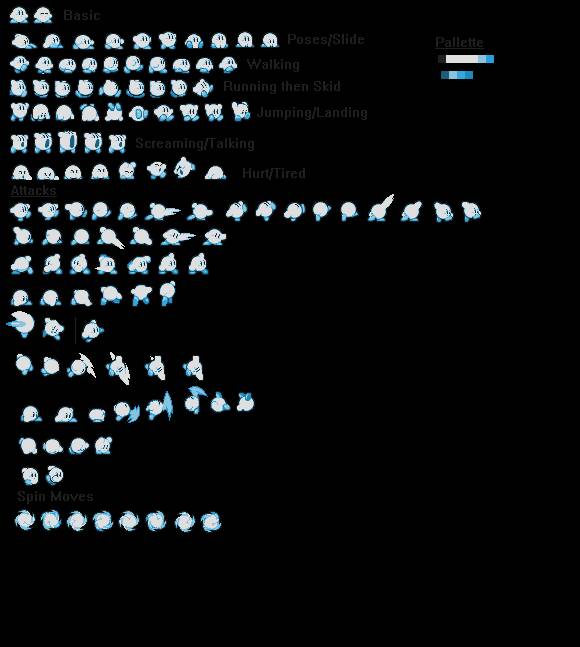 Basic
Poses/Slide
Pallette
Walking
Running then Skid
Jumping/Landing
Screaming/Talking
Hurt/Tired
Attacks
Spin Moves